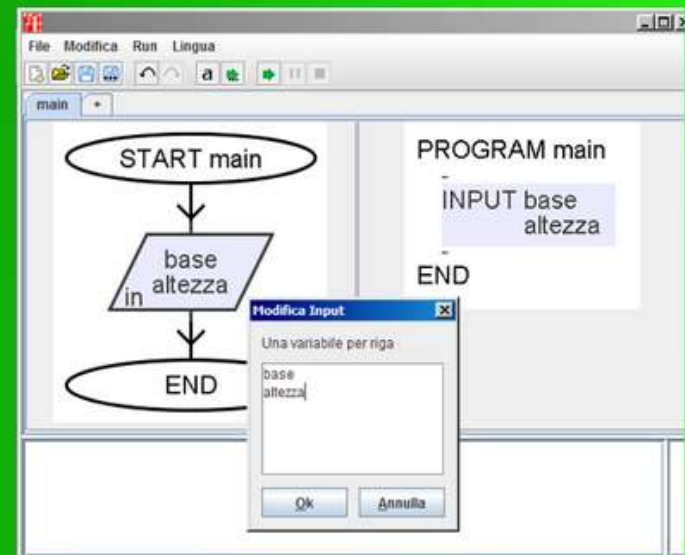 File Modifica Run Lingua
a
main +
START main
base
altezza
in
END
PROGRAM main
INPUT base
altezza
END
Modifica Input
Una variabile per riga
base
altezza
Ok Annulla